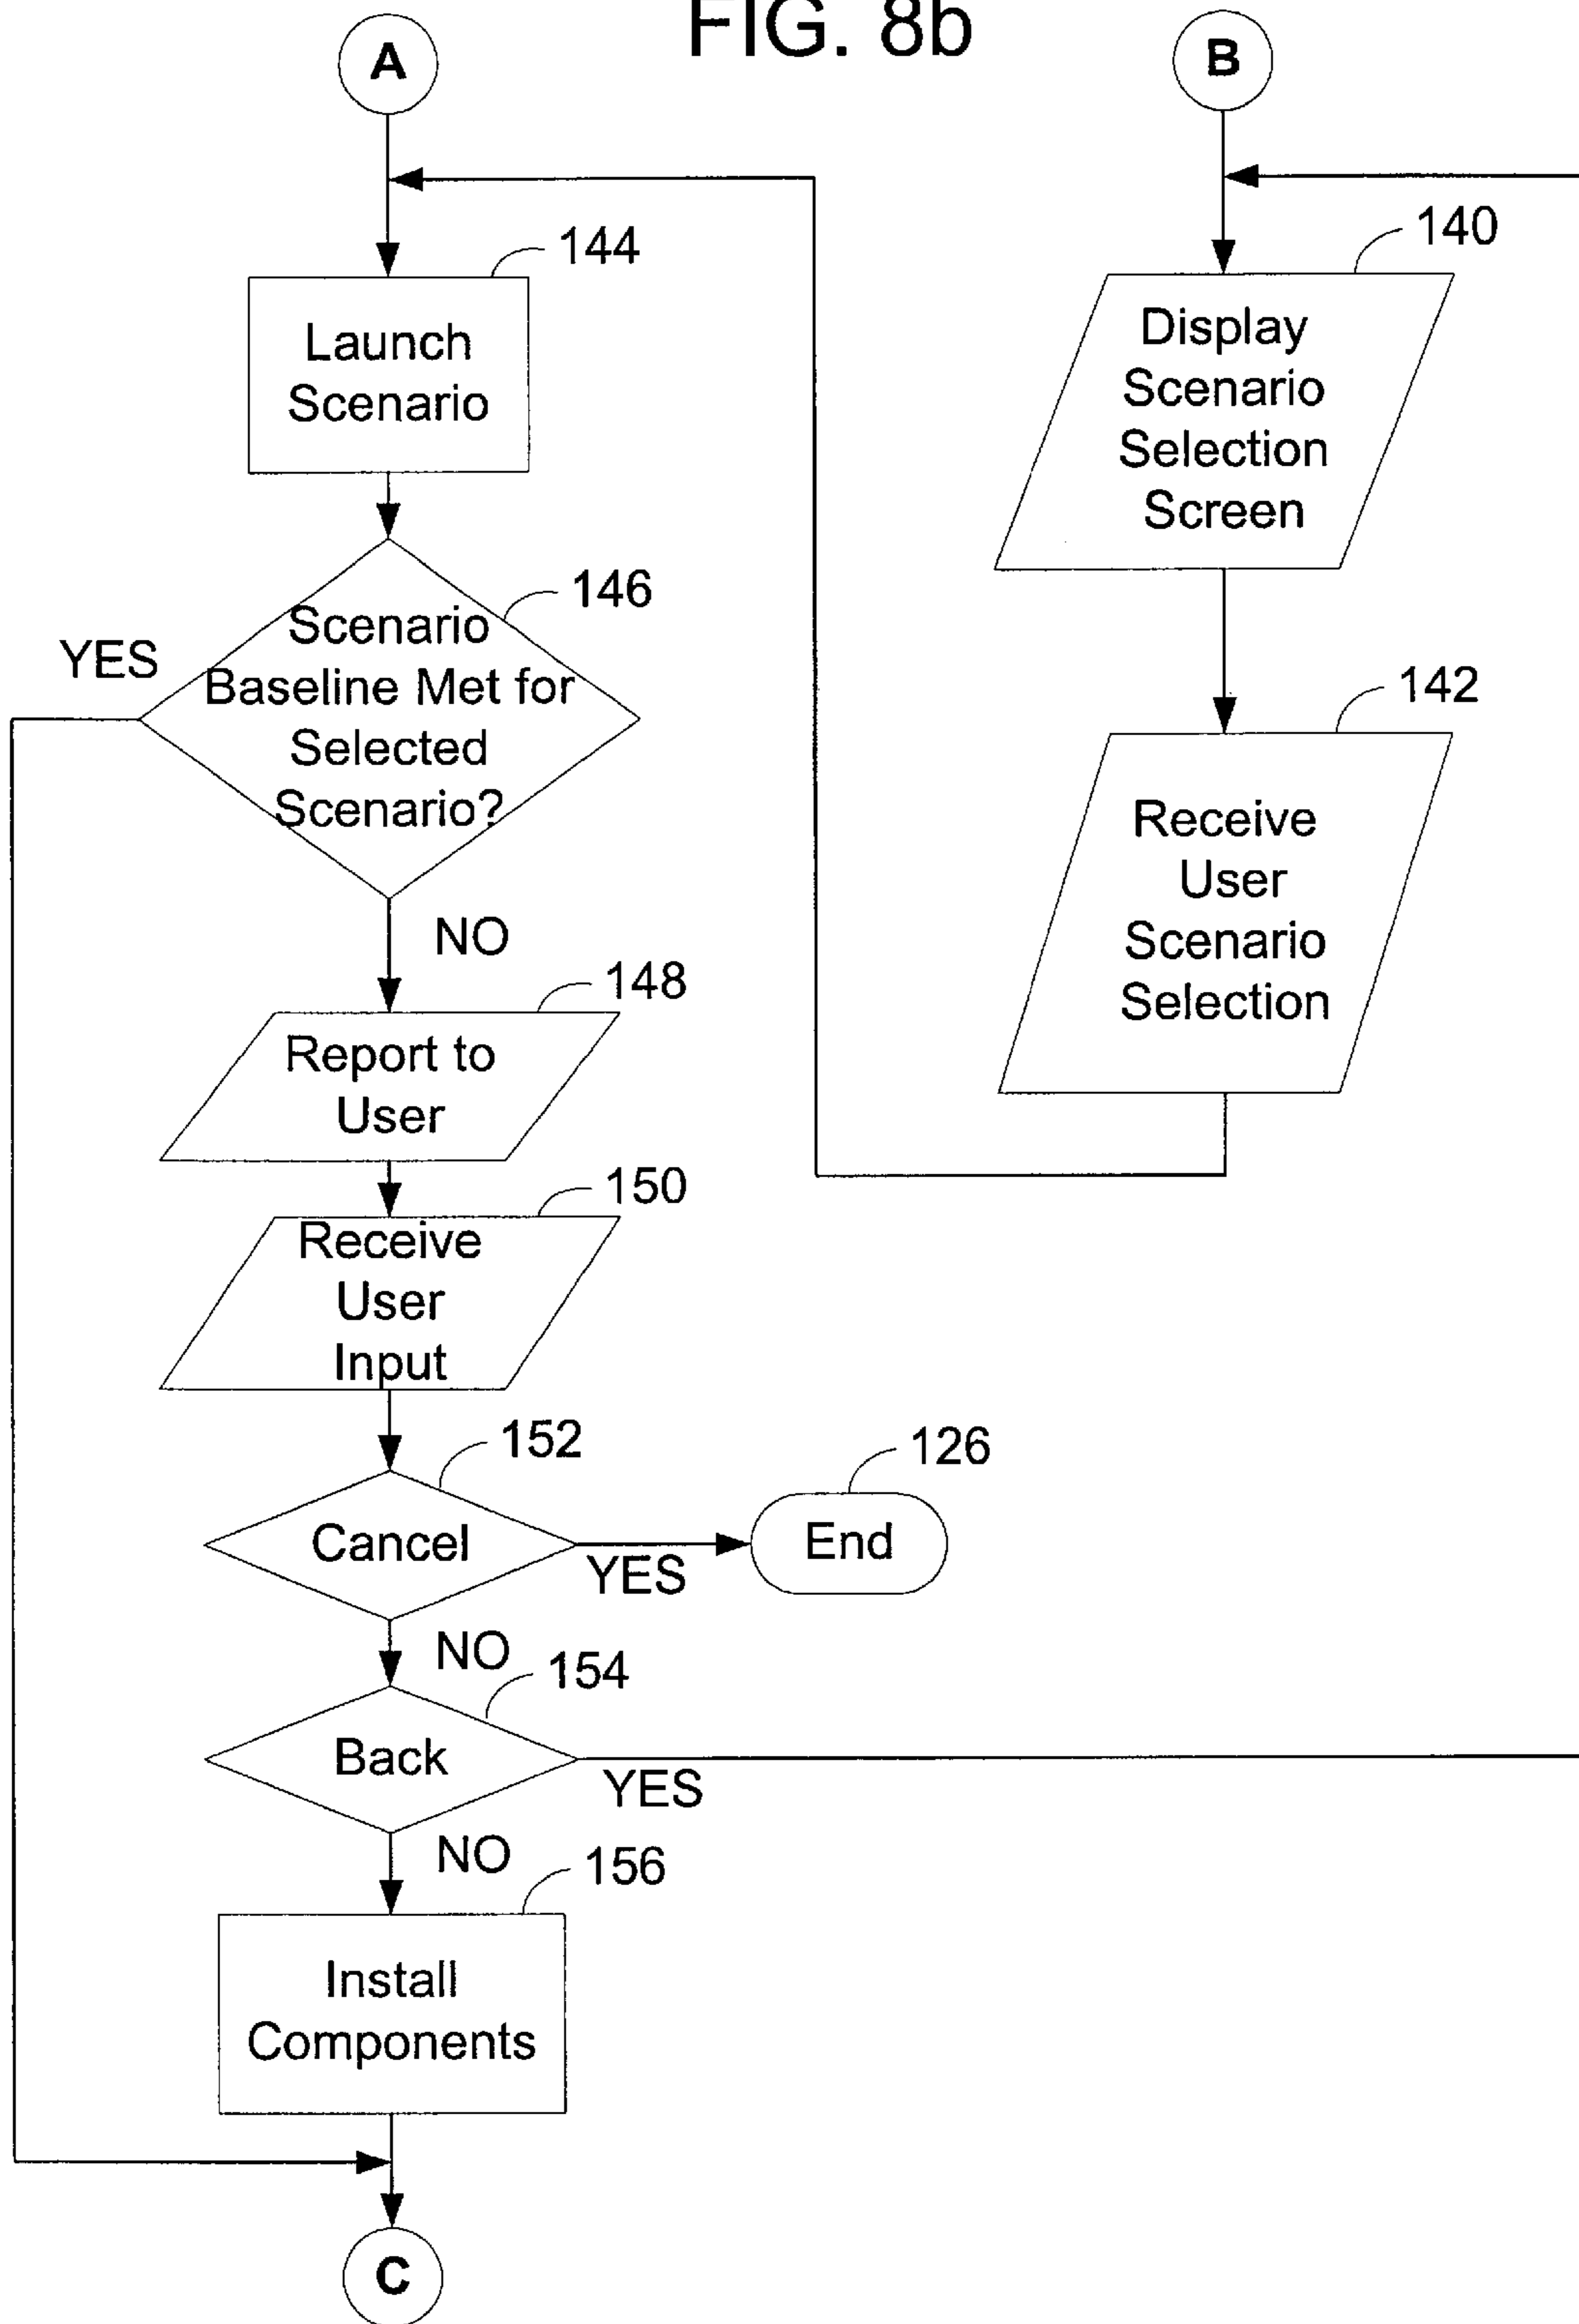 FIG. 8b
A
B
144
Launch
Scenario
140
Display
Scenario
Selection
Screen
146
Scenario
Baseline Met for
Selected
Scenario?
YES
NO
142
Receive
User
Scenario
Selection
148
Report to
User
150
Receive
User
Input
152
Cancel
YES
126
End
NO
154
Back
YES
NO
156
Install
Components
C